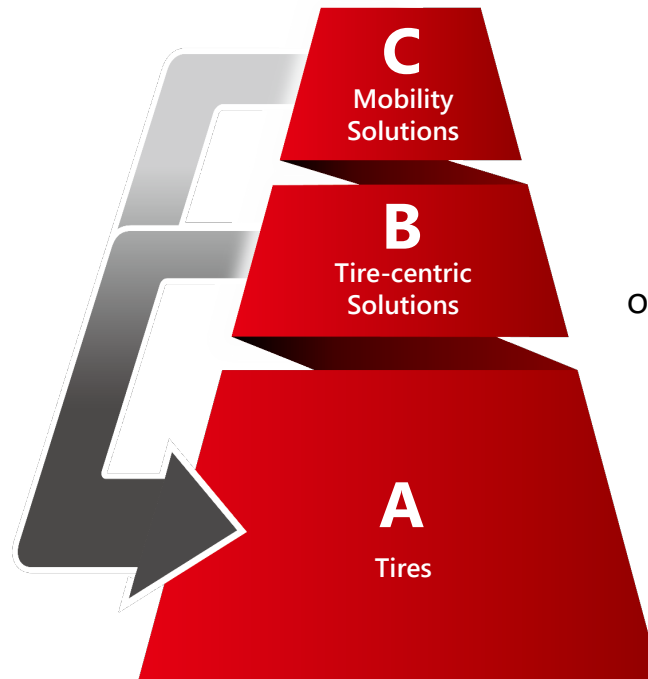 C
Mobility
Solutions
B
Tire-centric
Solutions
O
A
Tires